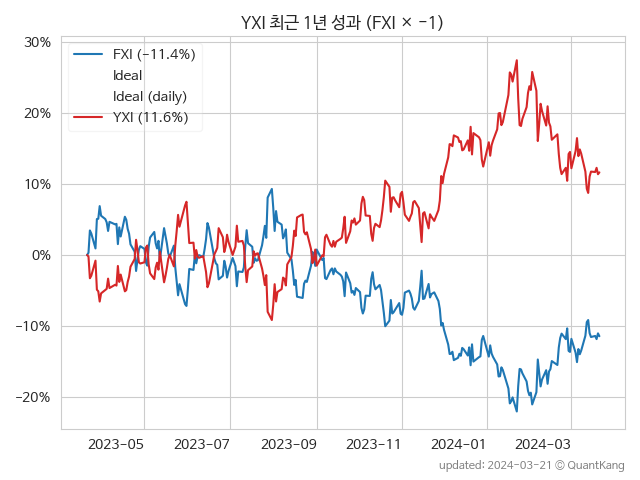 YXI 최근 1년 성과 (FXI × -1)
30%
20%
10%
0%
−10%
−20%
FXI (-11.4%)
Ideal
Ideal (daily)
YXI (11.6%)
2023-05 2023-07 2023-09 2023-11 2024-01 2024-03
updated: 2024-03-21 © QuantKang